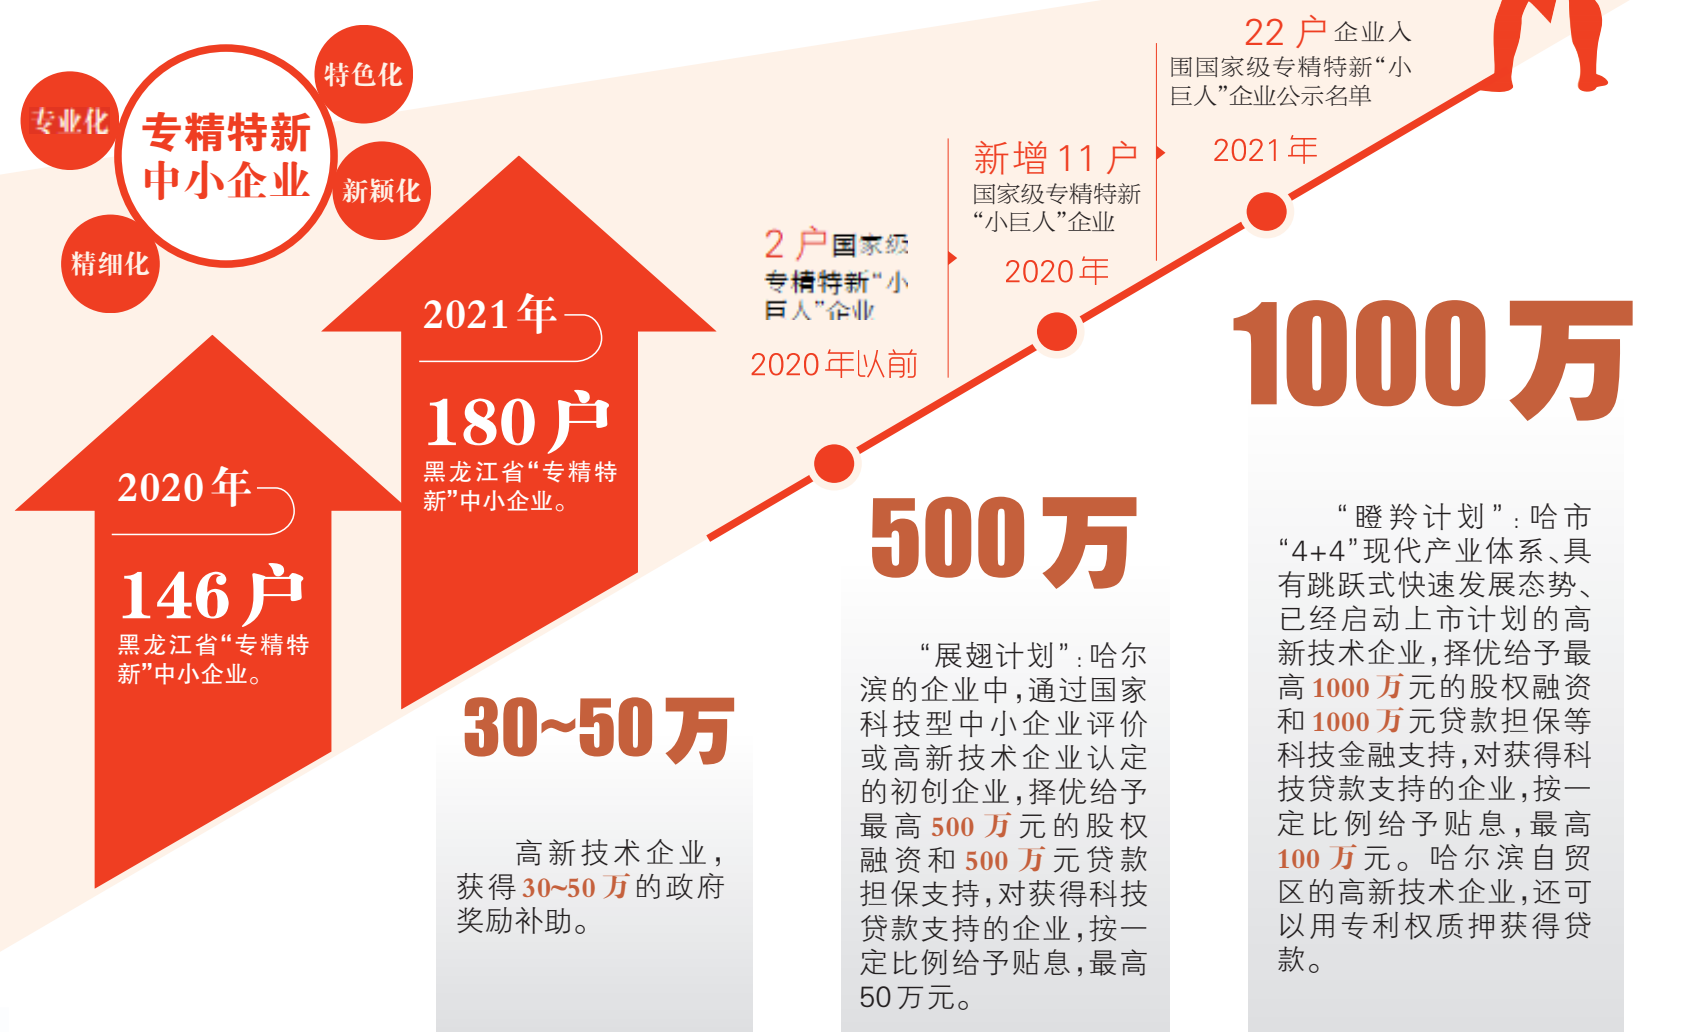 专业化
特色化
专精特新
中小企业
新颖化
精细化
2020年
146户
黑龙江省“专精特
新”中小企业。
2021年
180户
黑龙江省“专精特
新”中小企业。
2户国家级
专精特新“小
巨人”企业
2020年以前
新增11户
国家级专精特新
“小巨人”企业
2020年
22户企业入
围国家级专精特新“小
巨人”企业公示名单
2021年
30~50万
高新技术企业，
获得30~50万的政府
奖励补助。
500万
“展翅计划”：哈尔
滨的企业中，通过国家
科技型中小企业评价
或高新技术企业认定
的初创企业，择优给予
最高500万元的股权
融资和500万元贷款
担保支持，对获得科技
贷款支持的企业，按一
定比例给予贴息，最高
50万元。
1000万
“瞪羚计划”：哈市
“4+4”现代产业体系、具
有跳跃式快速发展态势、
已经启动上市计划的高
新技术企业，择优给予最
高1000万元的股权融资
和1000万元贷款担保等
科技金融支持，对获得科
技贷款支持的企业，按一
定比例给予贴息，最高
100万元。哈尔滨自贸
区的高新技术企业，还可
以用专利权质押获得贷
款。